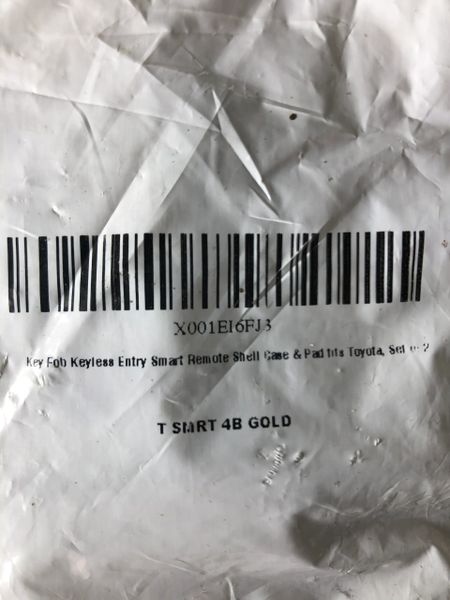 X001EI6FJ3
Key Fob Keyless Entry Smart Remote Shell Case & Pad fits Toyota, Set of 2
T SMRT 4B GOLD